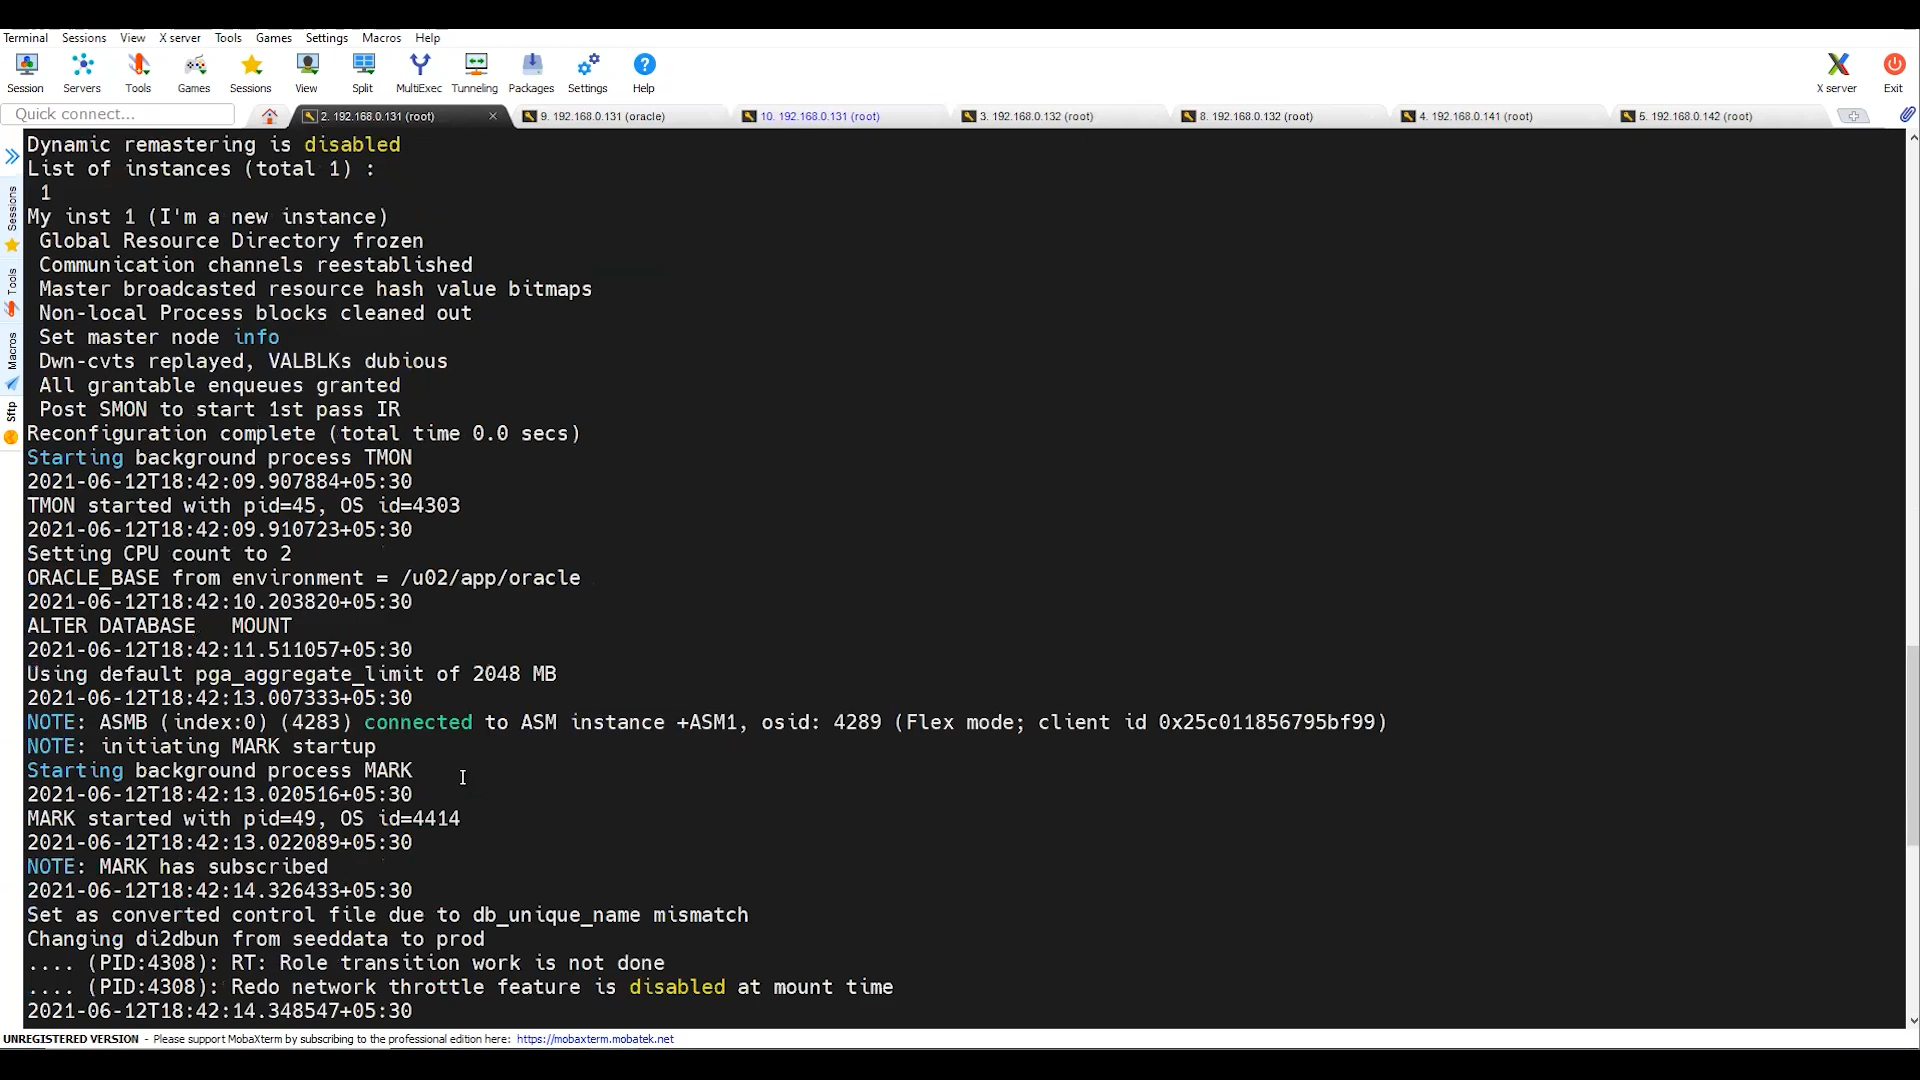 Terminal Sessions View X server Tools Games Settings Macros Help
Session Servers Tools Games Sessions View Split MultiExec Tunneling Packages Settings Help X server Exit
Quick connect... 2. 192.168.0.131 (root) 9. 192.168.0.131 (oracle) 10. 192.168.0.131 (root) 3. 192.168.0.132 (root) 8. 192.168.0.132 (root) 4. 192.168.0.141 (root) 5. 192.168.0.142 (root)
Sessions
Tools
Macros
Sftp
Dynamic remastering is disabled
List of instances (total 1) :
1
My inst 1 (I'm a new instance)
Global Resource Directory frozen
Communication channels reestablished
Master broadcasted resource hash value bitmaps
Non-local Process blocks cleaned out
Set master node info
Dwn-cvts replayed, VALBLKs dubious
All grantable enqueues granted
Post SMON to start 1st pass IR
Reconfiguration complete (total time 0.0 secs)
Starting background process TMON
2021-06-12T18:42:09.907884+05:30
TMON started with pid=45, OS id=4303
2021-06-12T18:42:09.910723+05:30
Setting CPU count to 2
ORACLE_BASE from environment = /u02/app/oracle
2021-06-12T18:42:10.203820+05:30
ALTER DATABASE   MOUNT
2021-06-12T18:42:11.511057+05:30
Using default pga_aggregate_limit of 2048 MB
2021-06-12T18:42:13.007333+05:30
NOTE: ASMB (index:0) (4283) connected to ASM instance +ASM1, osid: 4289 (Flex mode; client id 0x25c011856795bf99)
NOTE: initiating MARK startup
Starting background process MARK
2021-06-12T18:42:13.020516+05:30
MARK started with pid=49, OS id=4414
2021-06-12T18:42:13.022089+05:30
NOTE: MARK has subscribed
2021-06-12T18:42:14.326433+05:30
Set as converted control file due to db_unique_name mismatch
Changing di2dbun from seeddata to prod
.... (PID:4308): RT: Role transition work is not done
.... (PID:4308): Redo network throttle feature is disabled at mount time
2021-06-12T18:42:14.348547+05:30
UNREGISTERED VERSION - Please support MobaXterm by subscribing to the professional edition here: https://mobaxterm.mobatek.net